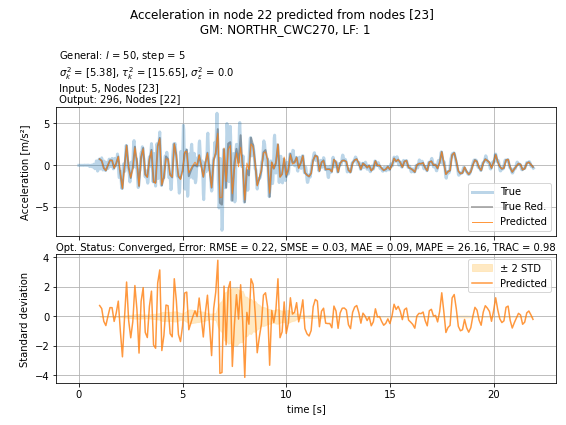 Acceleration in node 22 predicted from nodes [23]
GM: NORTHR_CWC270, LF: 1
General: l = 50, step = 5
σ²ₖ = [5.38], τ²ₖ = [15.65], σ²ε = 0.0
Input: 5, Nodes [23]
Output: 296, Nodes [22]
Acceleration [m/s²]
5
0
−5
True
True Red.
Predicted
Opt. Status: Converged, Error: RMSE = 0.22, SMSE = 0.03, MAE = 0.09, MAPE = 26.16, TRAC = 0.98
Standard deviation
4
2
0
−2
−4
± 2 STD
Predicted
0 5 10 15 20
time [s]